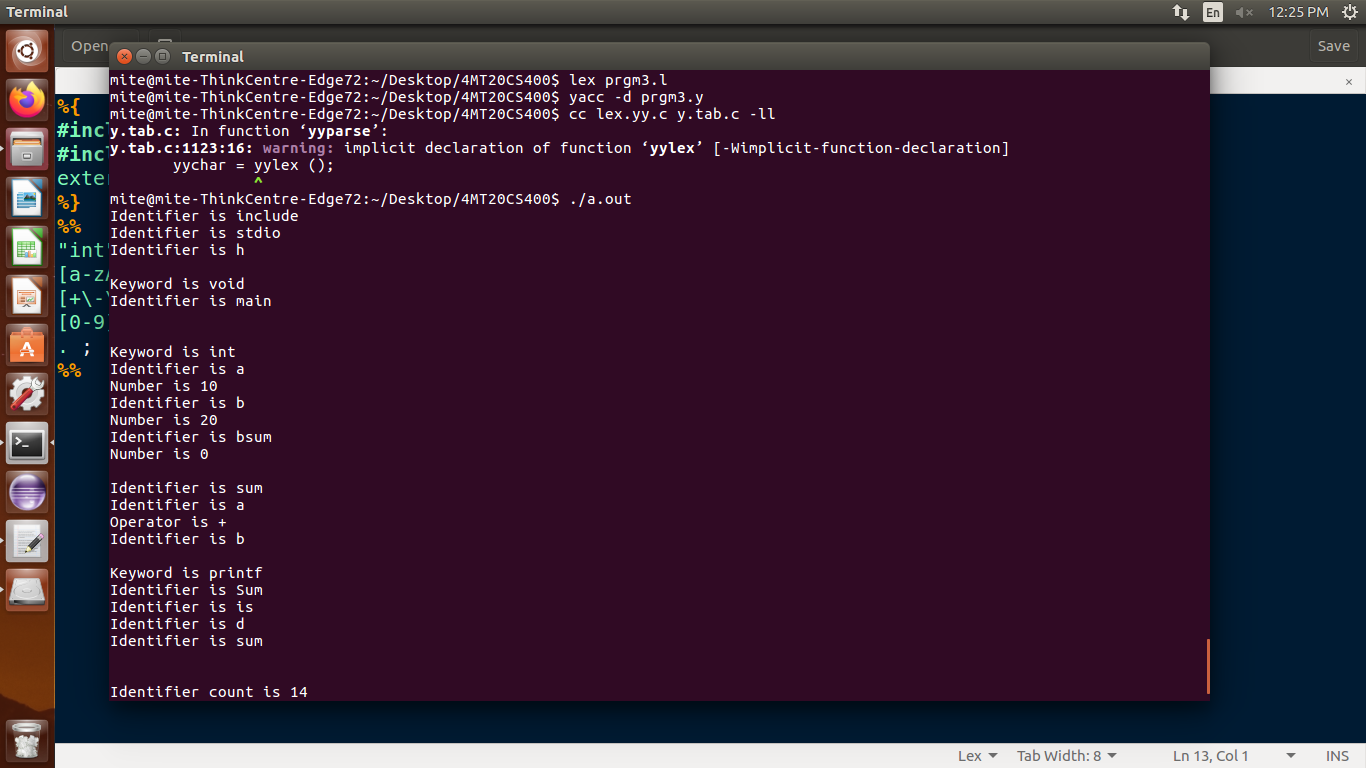 Terminal
En
12:25 PM
Open
Save
Terminal
mite@mite-ThinkCentre-Edge72:~/Desktop/4MT20CS400$ lex prgm3.l
mite@mite-ThinkCentre-Edge72:~/Desktop/4MT20CS400$ yacc -d prgm3.y
mite@mite-ThinkCentre-Edge72:~/Desktop/4MT20CS400$ cc lex.yy.c y.tab.c -ll
y.tab.c: In function ‘yyparse’:
y.tab.c:1123:16: warning: implicit declaration of function ‘yylex’ [-Wimplicit-function-declaration]
yychar = yylex ();
^
mite@mite-ThinkCentre-Edge72:~/Desktop/4MT20CS400$ ./a.out
Identifier is include
Identifier is stdio
Identifier is h
Keyword is void
Identifier is main
Keyword is int
Identifier is a
Number is 10
Identifier is b
Number is 20
Identifier is bsum
Number is 0
Identifier is sum
Identifier is a
Operator is +
Identifier is b
Keyword is printf
Identifier is Sum
Identifier is is
Identifier is d
Identifier is sum
Identifier count is 14
%{
#inc
#inc
exte
%}
%%
"int"
[a-z
[+\-\
[0-9
. ;
%%
Lex
Tab Width: 8
Ln 13, Col 1
INS